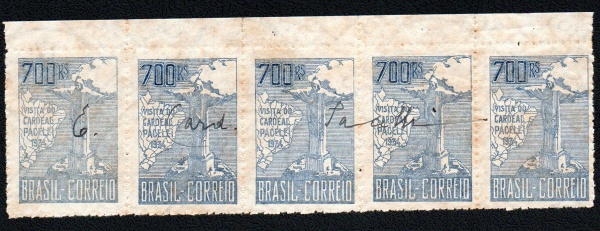 700 RS 700 RS 700 RS 700 RS 700 RS
VISITA DO VISITA DO VISITA DO VISITA DO VISITA DO
CARDEAL CARDEAL CARDEAL CARDEAL CARDEAL
PACELLI PACELLI PACELLI PACELLI PACELLI
1934 1934 1934 1934 1934
E. Card. Pacelli
BRASIL-CORREIO BRASIL-CORREIO BRASIL-CORREIO BRASIL-CORREIO BRASIL-CORREIO